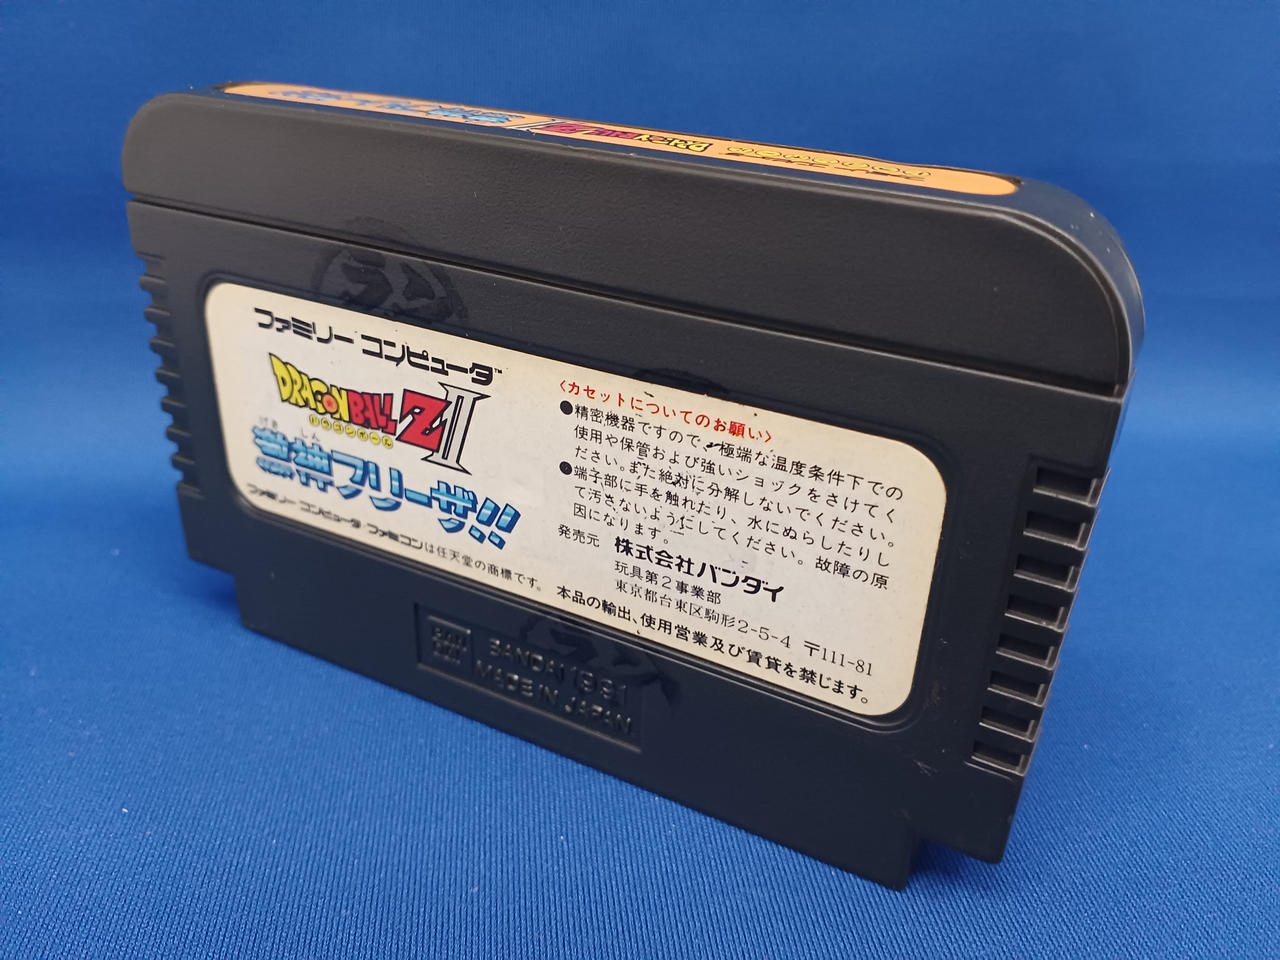 ファミリー コンピュータ™
DRAGON BALL Z II
ドラゴンボール
げきしん
激神フリーザ!!
ファミリー コンピュータ・ファミコンは任天堂の商標です。
〈カセットについてのお願い〉
●精密機器ですので、極端な温度条件下での
使用や保管および強いショックをさけてく
ださい。また絶対に分解しないでください。
●端子部に手を触れたり、水にぬらしたりし
て汚さないようにしてください。故障の原
因になります。
発売元 株式会社バンダイ
玩具第2事業部
東京都台東区駒形2-5-4 〒111-81
本品の輸出、使用営業及び賃貸を禁じます。
BAN
DAI
BANDAI 1991
MADE IN JAPAN